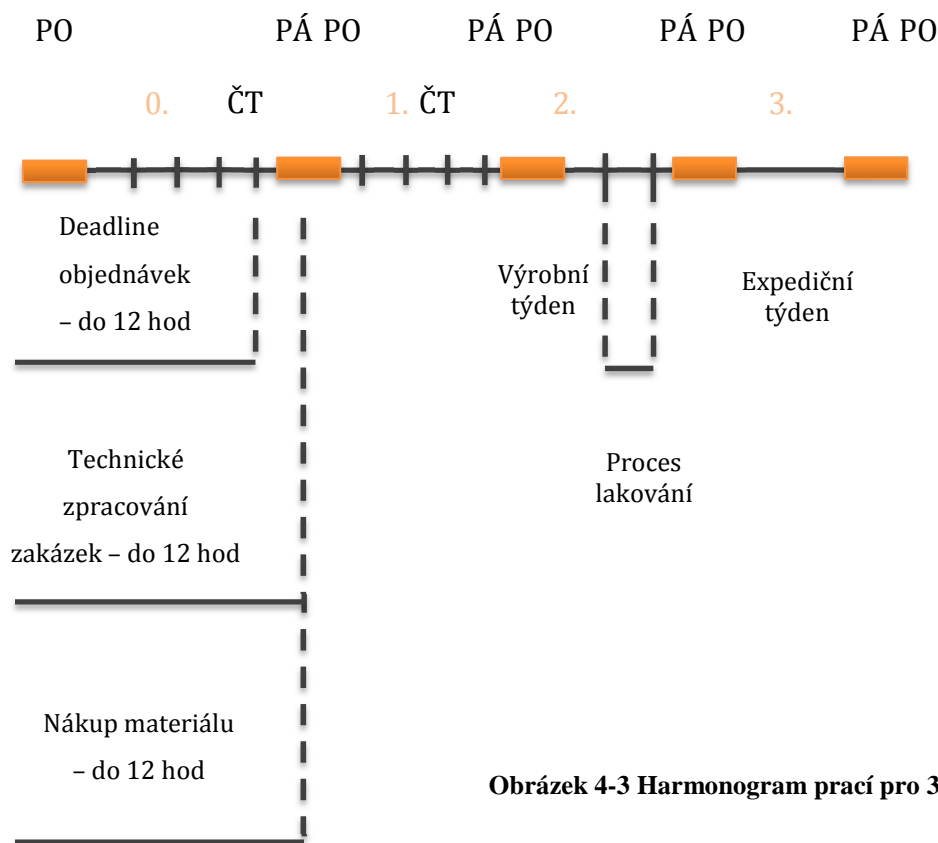 PO PÁ PO PÁ PO PÁ PO PÁ PO
0. ČT 1. ČT 2. 3.
Deadline
objednávek
– do 12 hod
Výrobní
týden
Expediční
týden
Technické
zpracování
zakázek – do 12 hod
Proces
lakování
Nákup materiálu
– do 12 hod
Obrázek 4-3 Harmonogram prací pro 3